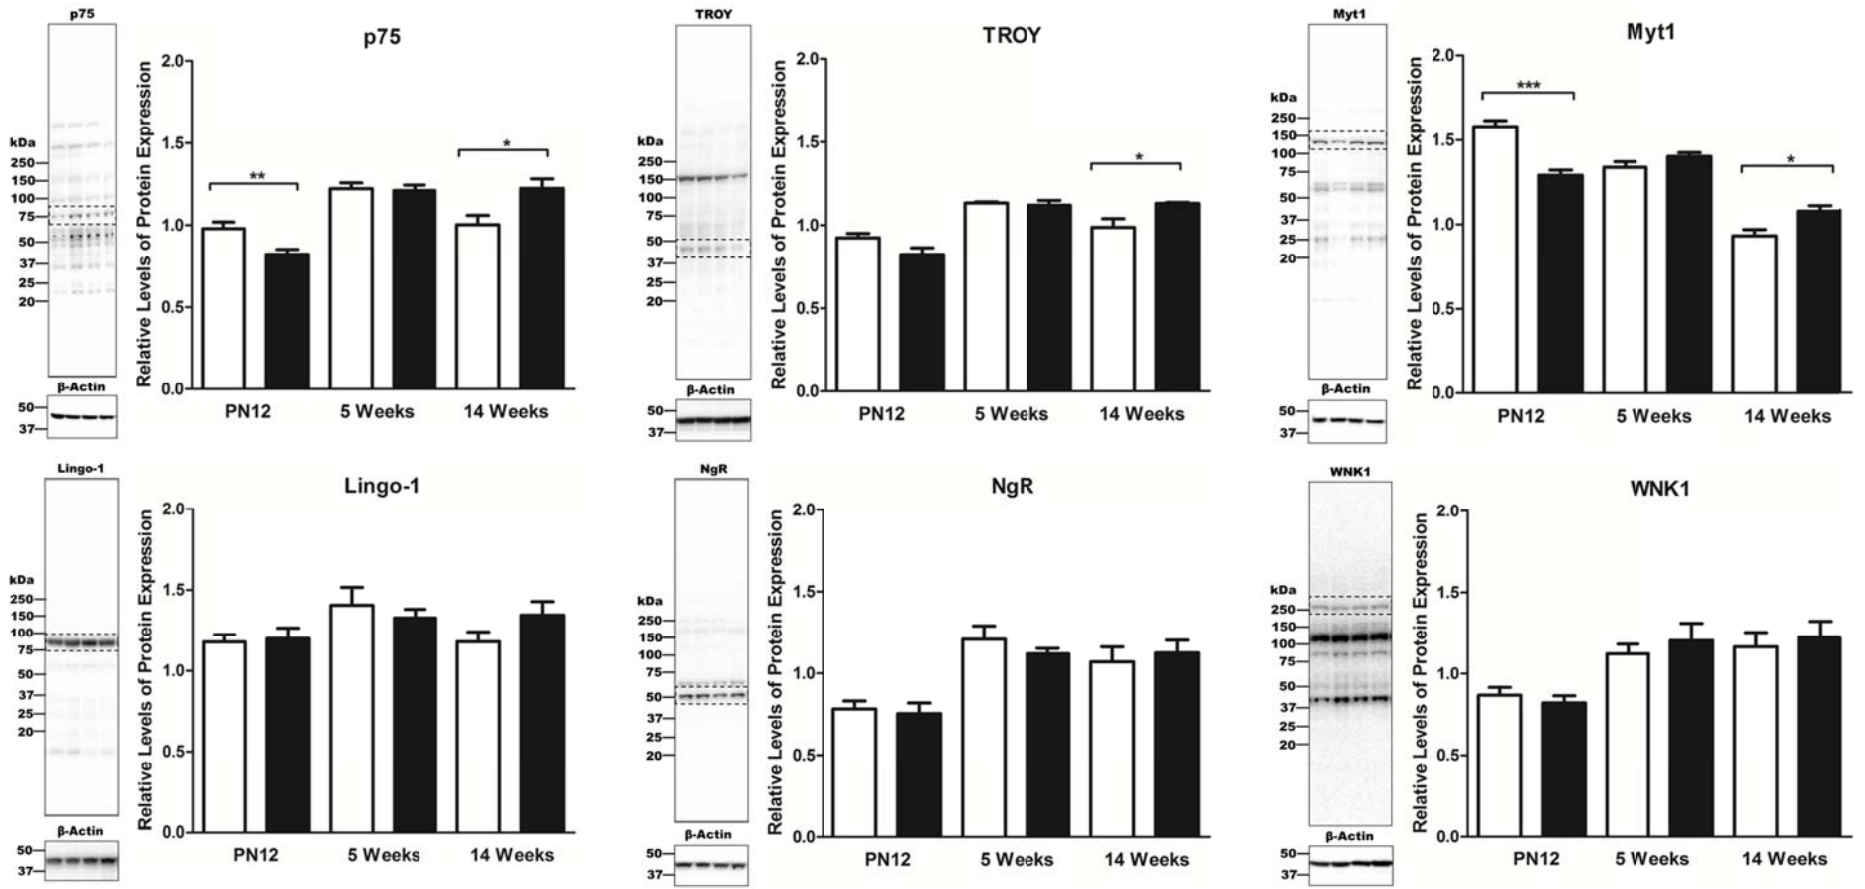 p75
kDa
250
150
100
75
50
37
25
20
β-Actin
50
37
p75
Relative Levels of Protein Expression
2.0
1.5
1.0
0.5
0.0
**
*
PN12 5 Weeks 14 Weeks
TROY
kDa
250
150
100
75
50
37
25
20
β-Actin
50
37
TROY
Relative Levels of Protein Expression
2.0
1.5
1.0
0.5
0.0
*
PN12 5 Weeks 14 Weeks
Myt1
kDa
250
150
100
75
50
37
25
20
β-Actin
50
37
Myt1
Relative Levels of Protein Expression
2.0
1.5
1.0
0.5
0.0
***
*
PN12 5 Weeks 14 Weeks
Lingo-1
kDa
250
150
100
75
50
37
25
20
β-Actin
50
37
Lingo-1
Relative Levels of Protein Expression
2.0
1.5
1.0
0.5
0.0
PN12 5 Weeks 14 Weeks
NgR
kDa
250
150
100
75
50
37
25
20
β-Actin
50
37
NgR
Relative Levels of Protein Expression
2.0
1.5
1.0
0.5
0.0
PN12 5 Weeks 14 Weeks
WNK1
kDa
250
150
100
75
50
37
25
20
β-Actin
50
37
WNK1
Relative Levels of Protein Expression
2.0
1.5
1.0
0.5
0.0
PN12 5 Weeks 14 Weeks